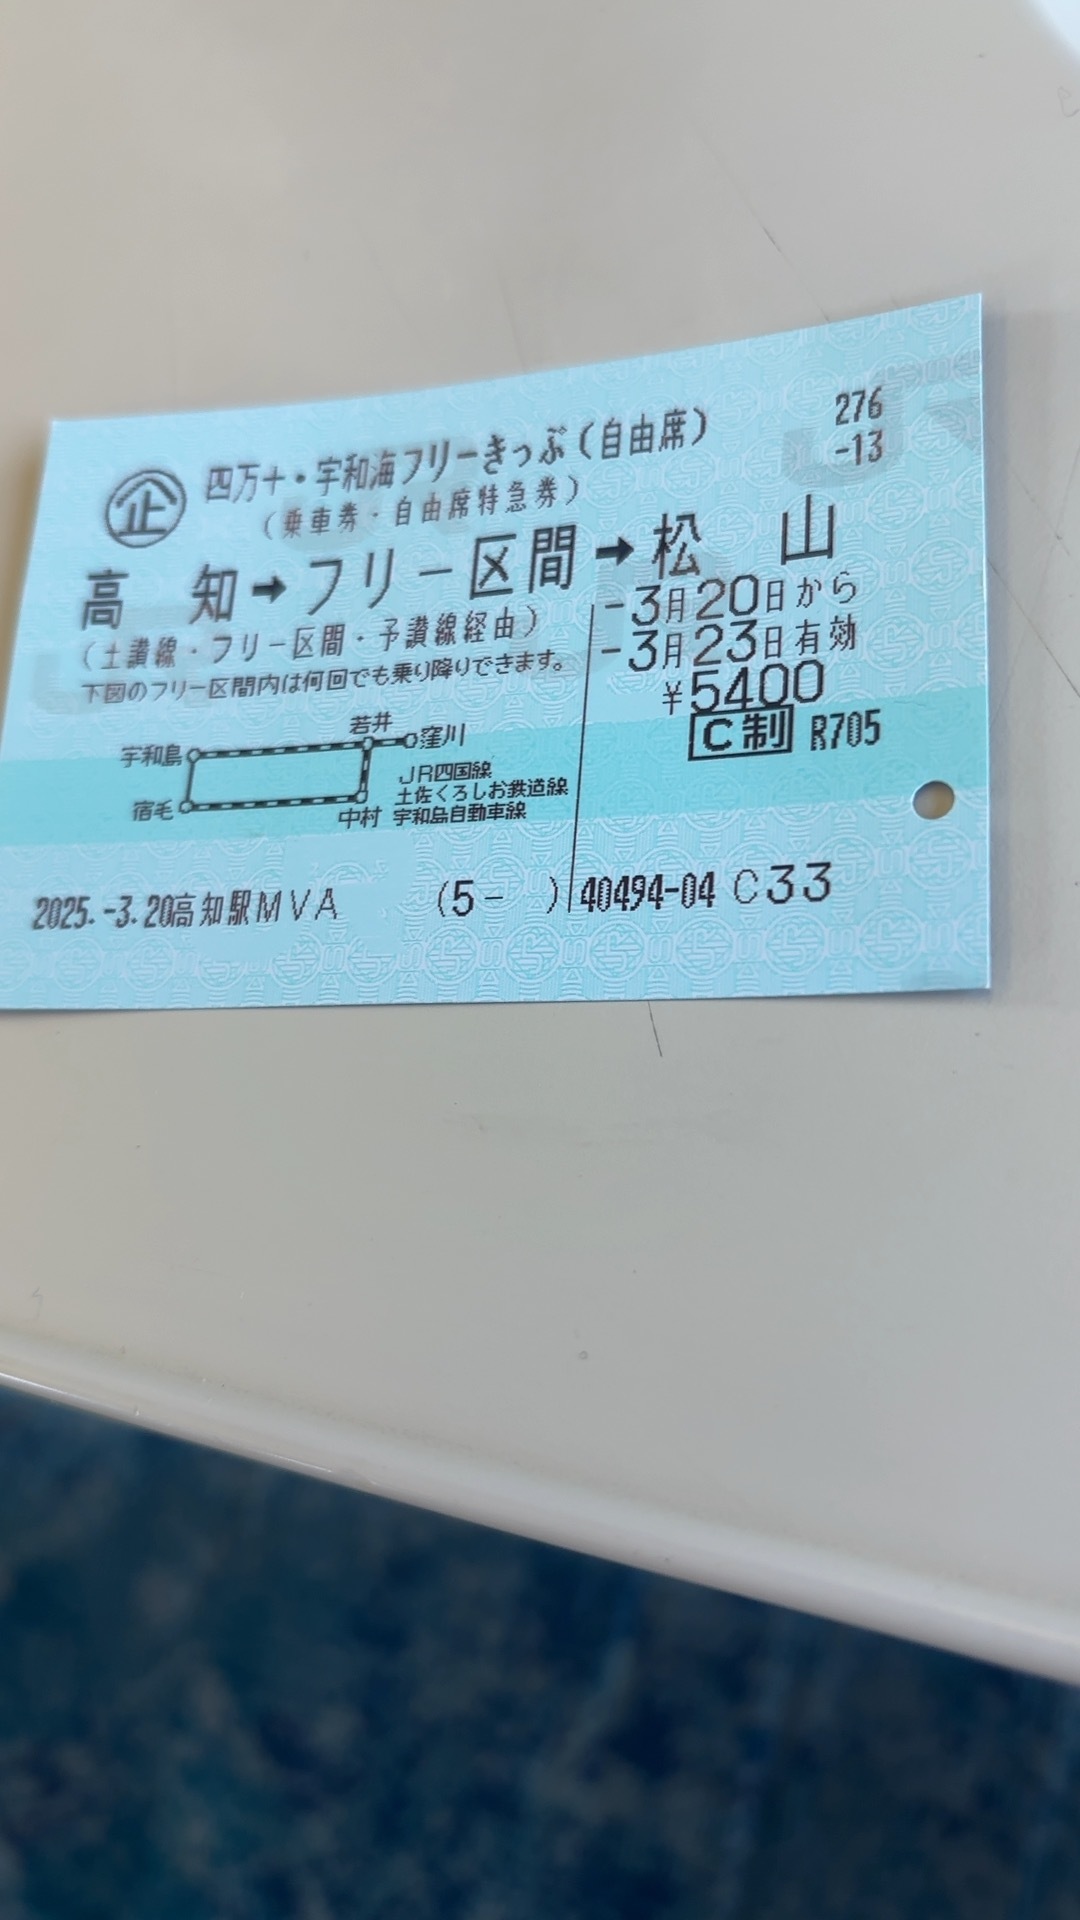 276
-13
企 四万十・宇和海フリーきっぷ(自由席)
(乗車券・自由席特急券)
高 知→フリー区間→松 山
(土讃線・フリー区間・予讃線経由)
下図のフリー区間内は何回でも乗り降りできます。
-3月20日から
-3月23日有効
¥5400
C制 R705
宇和島 若井 窪川
宿毛 中村
JR四国線
土佐くろしお鉄道線
宇和島自動車線
2025.-3.20高知駅MVA (5- ) 40494-04 C33